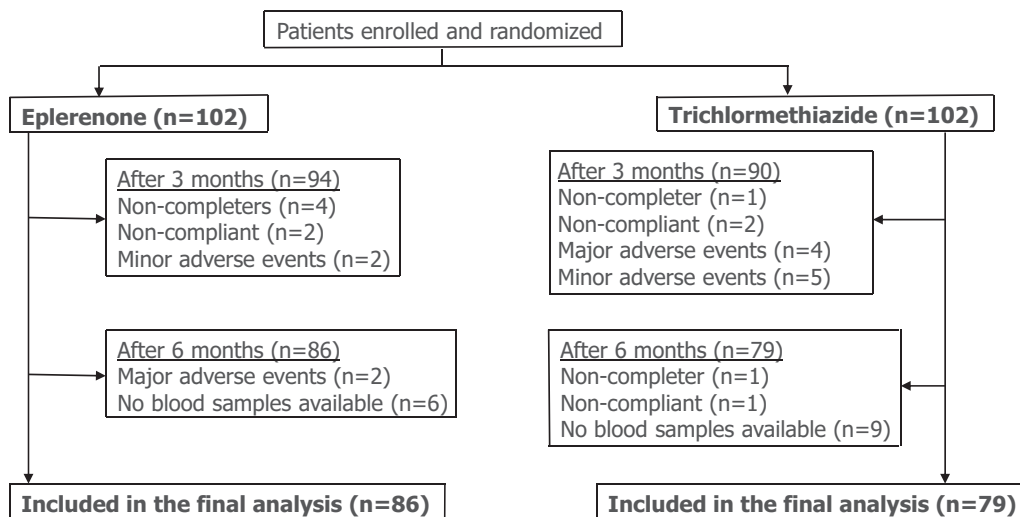 Patients enrolled and randomized
Eplerenone (n=102)
Trichlormethiazide (n=102)
After 3 months (n=94)
Non-completers (n=4)
Non-compliant (n=2)
Minor adverse events (n=2)
After 3 months (n=90)
Non-completer (n=1)
Non-compliant (n=2)
Major adverse events (n=4)
Minor adverse events (n=5)
After 6 months (n=86)
Major adverse events (n=2)
No blood samples available (n=6)
After 6 months (n=79)
Non-completer (n=1)
Non-compliant (n=1)
No blood samples available (n=9)
Included in the final analysis (n=86)
Included in the final analysis (n=79)